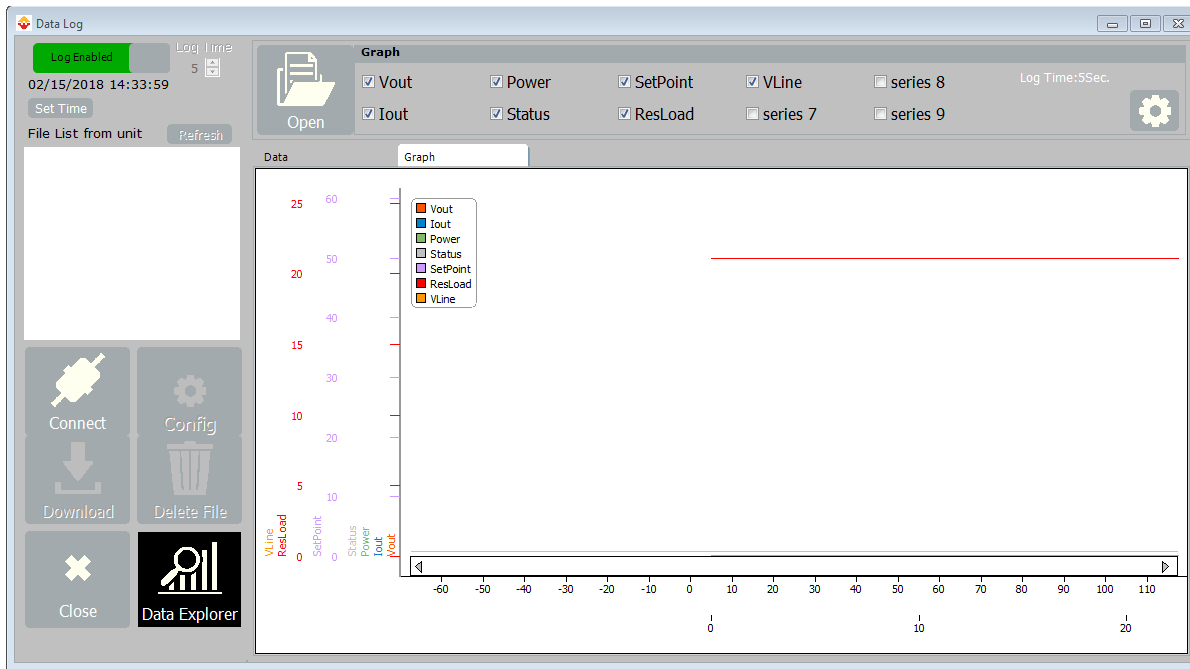 Data Log
Log Enabled
Log Time
5
02/15/2018 14:33:59
Set Time
File List from unit
Refresh
Connect
Config
Download
Delete File
Close
Data Explorer
Open
Graph
Vout
Power
SetPoint
VLine
series 8
Iout
Status
ResLoad
series 7
series 9
Log Time:5Sec.
Data
Graph
25
20
15
10
5
0
60
50
40
30
20
10
0
VLine
ResLoad
SetPoint
Status
Power
Iout
Vout
Vout
Iout
Power
Status
SetPoint
ResLoad
VLine
-60 -50 -40 -30 -20 -10 0 10 20 30 40 50 60 70 80 90 100 110
0 10 20